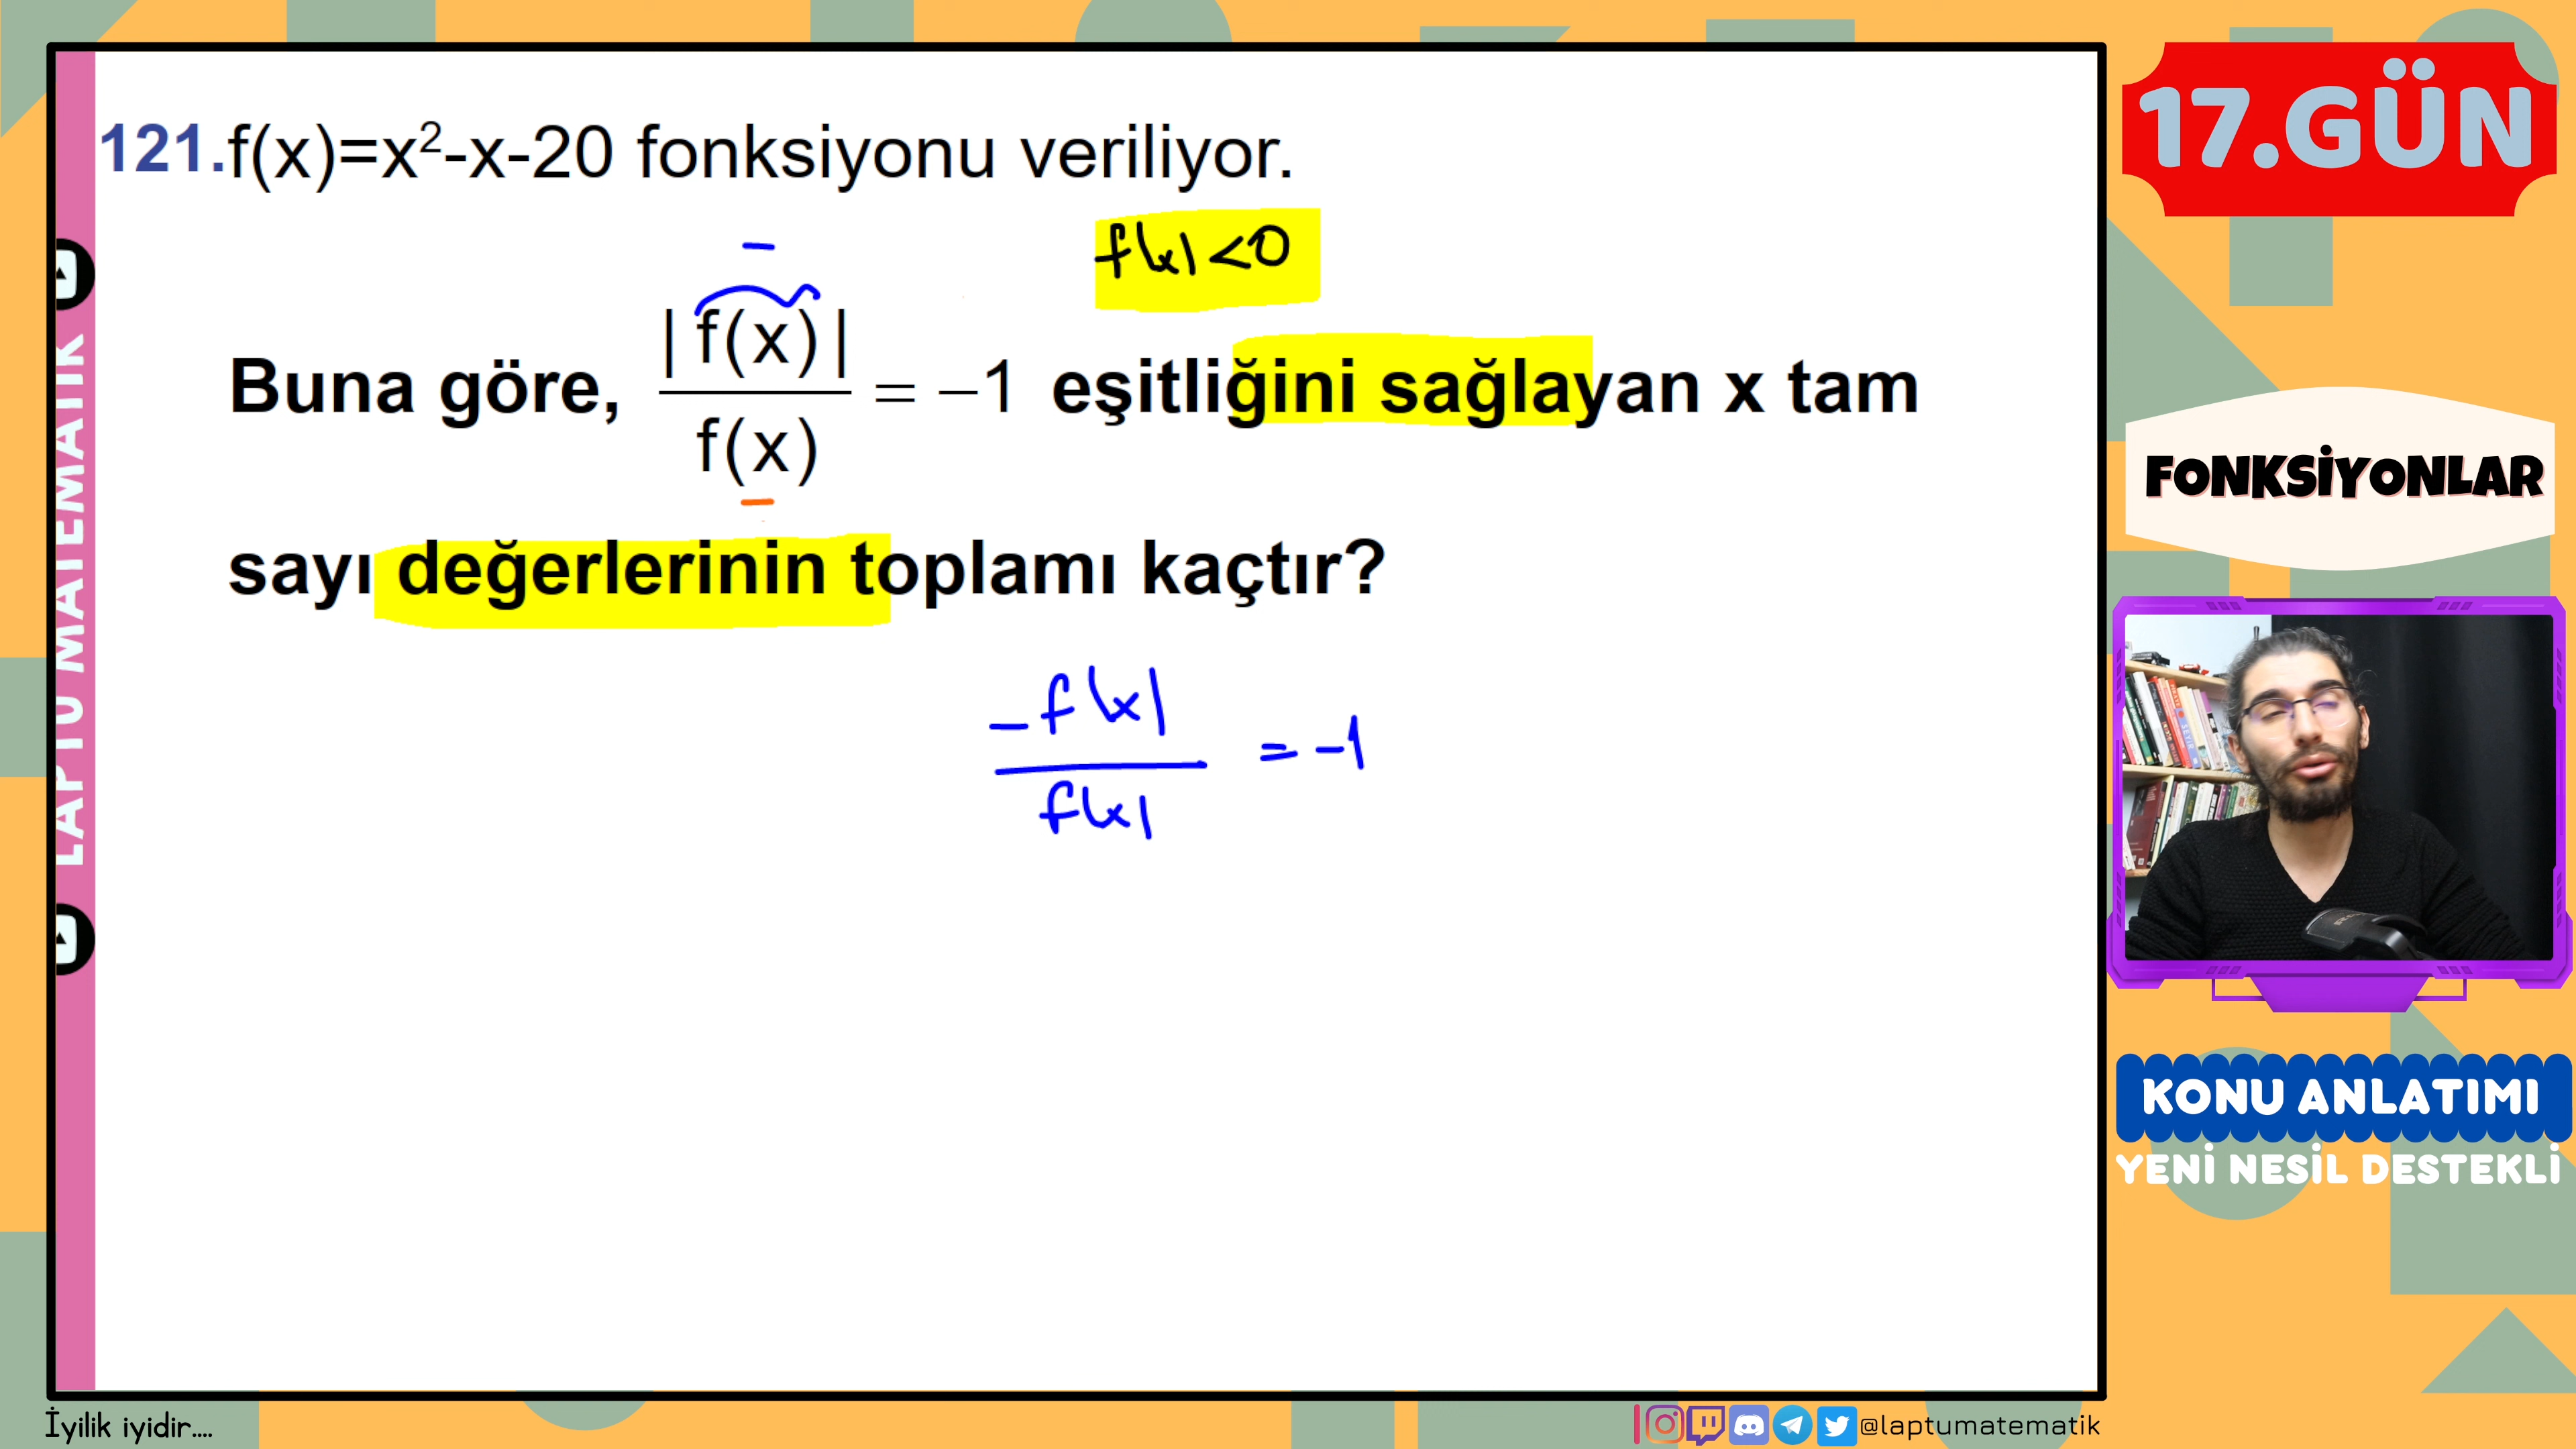 17.GÜN
121.f(x)=x²-x-20 fonksiyonu veriliyor.
f(x)<0
−
Buna göre, |f(x)|/f(x) = −1 eşitliğini sağlayan x tam
−
sayı değerlerinin toplamı kaçtır?
-f(x)/f(x) = -1
LAPTU MATEMATIK
FONKSİYONLAR
KONU ANLATIMI
YENİ NESİL DESTEKLİ
İyilik iyidir....
@laptumatematik